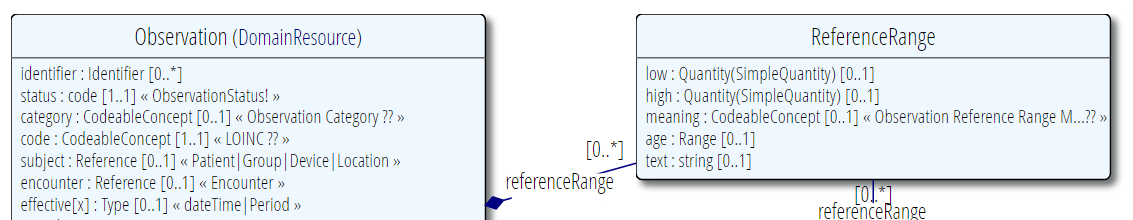 Observation (DomainResource)
identifier : Identifier [0..*]
status : code [1..1] « ObservationStatus! »
category : CodeableConcept [0..1] « Observation Category ?? »
code : CodeableConcept [1..1] « LOINC ?? »
subject : Reference [0..1] « Patient|Group|Device|Location »
encounter : Reference [0..1] « Encounter »
effective[x] : Type [0..1] « dateTime|Period »
[0..*]
referenceRange
ReferenceRange
low : Quantity(SimpleQuantity) [0..1]
high : Quantity(SimpleQuantity) [0..1]
meaning : CodeableConcept [0..1] « Observation Reference Range M...?? »
age : Range [0..1]
text : string [0..1]
[0..*]
referenceRange